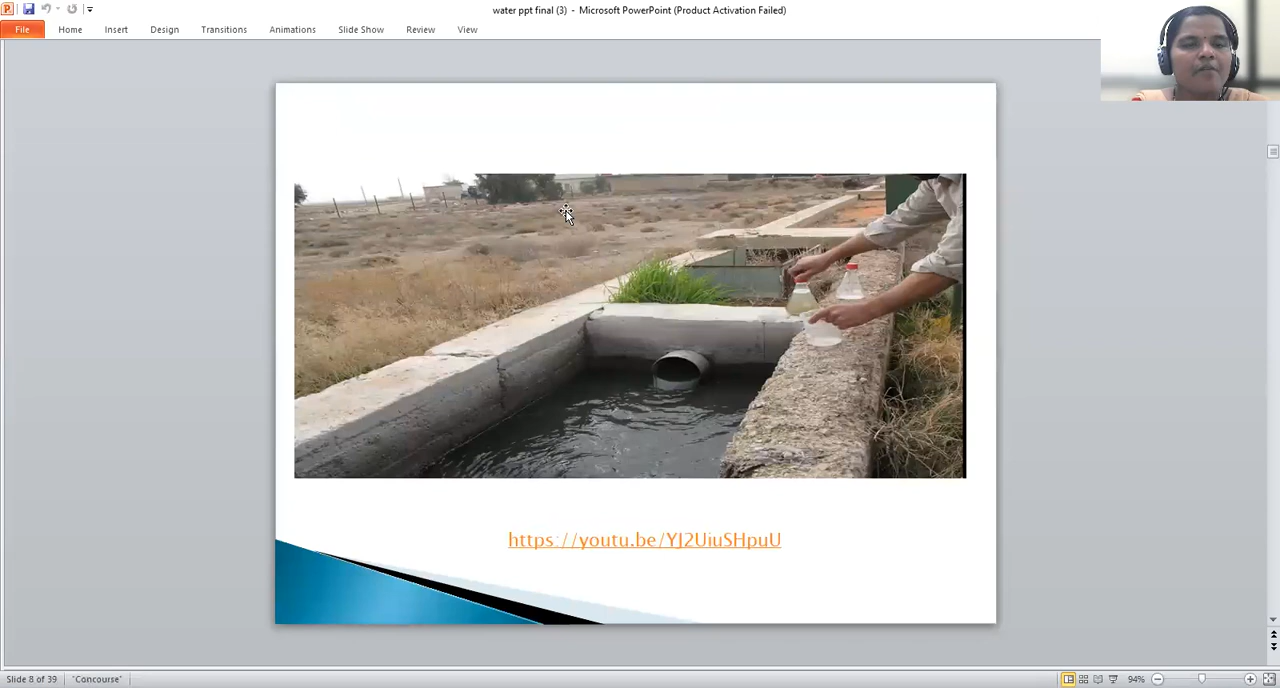 water ppt final (3) - Microsoft PowerPoint (Product Activation Failed)
File Home Insert Design Transitions Animations Slide Show Review View
https://youtu.be/YJ2UiuSHpuU
Slide 8 of 39 "Concourse" 94%